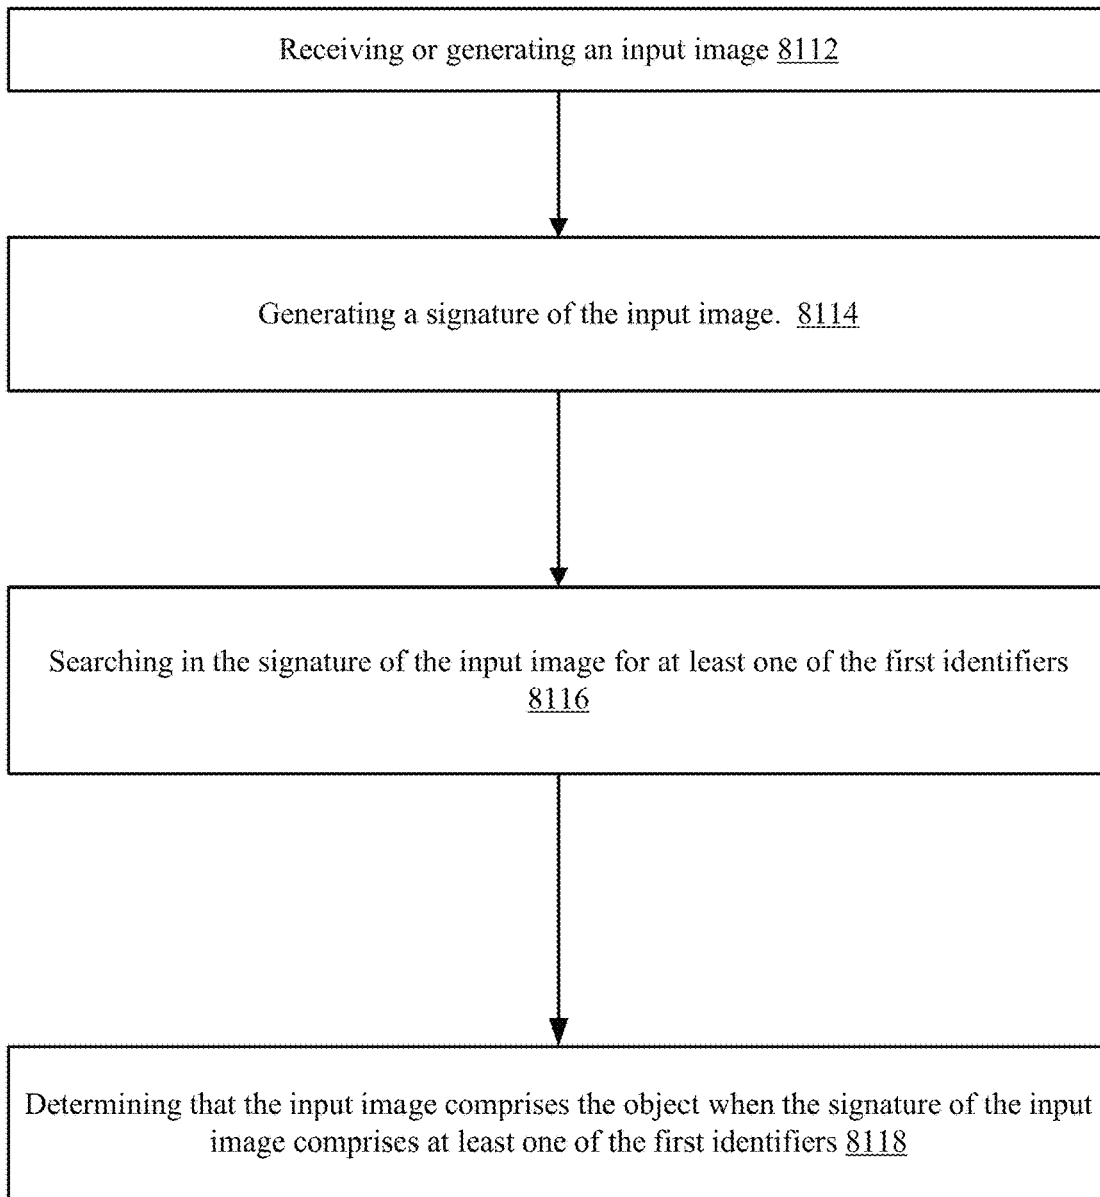 Receiving or generating an input image 8112
Generating a signature of the input image. 8114
Searching in the signature of the input image for at least one of the first identifiers
8116
Determining that the input image comprises the object when the signature of the input
image comprises at least one of the first identifiers 8118